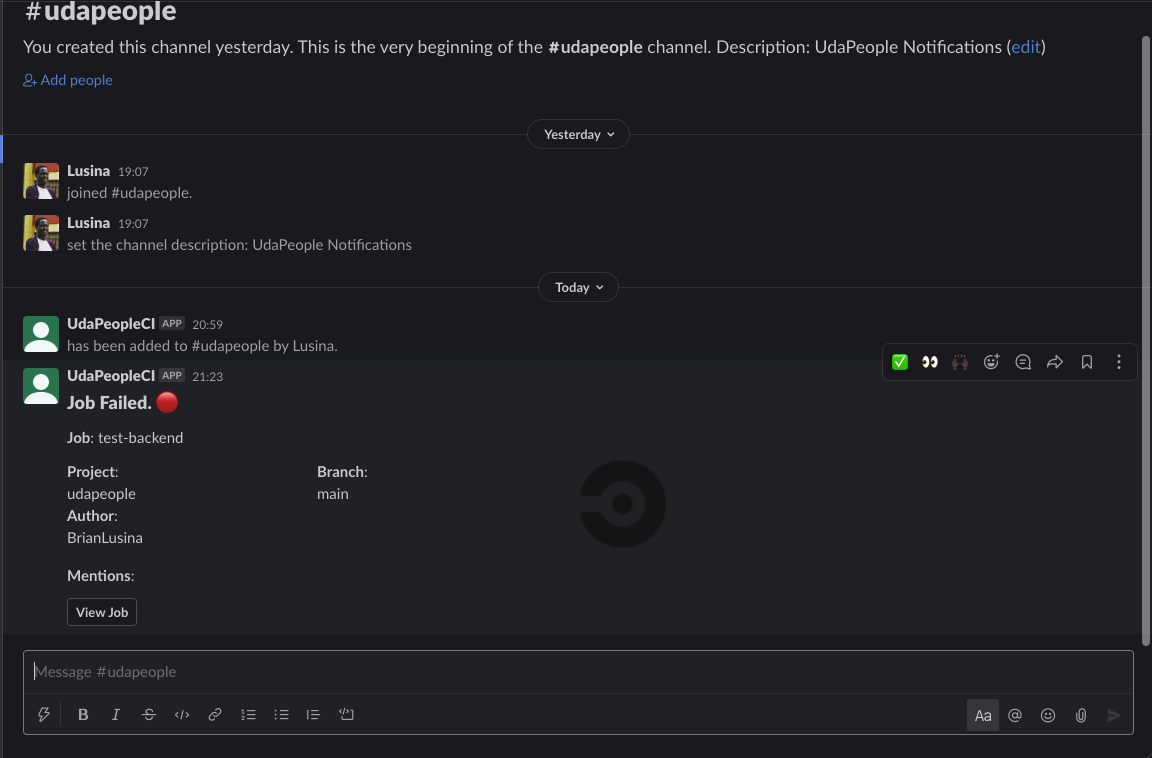 #udapeople
You created this channel yesterday. This is the very beginning of the #udapeople channel. Description: UdaPeople Notifications (edit)
Add people
Yesterday
Lusina 19:07
joined #udapeople.
Lusina 19:07
set the channel description: UdaPeople Notifications
Today
UdaPeopleCI APP 20:59
has been added to #udapeople by Lusina.
UdaPeopleCI APP 21:23
Job Failed.
Job: test-backend
Project: Branch:
udapeople main
Author:
BrianLusina
Mentions:
View Job
Message #udapeople
B I S Aa @